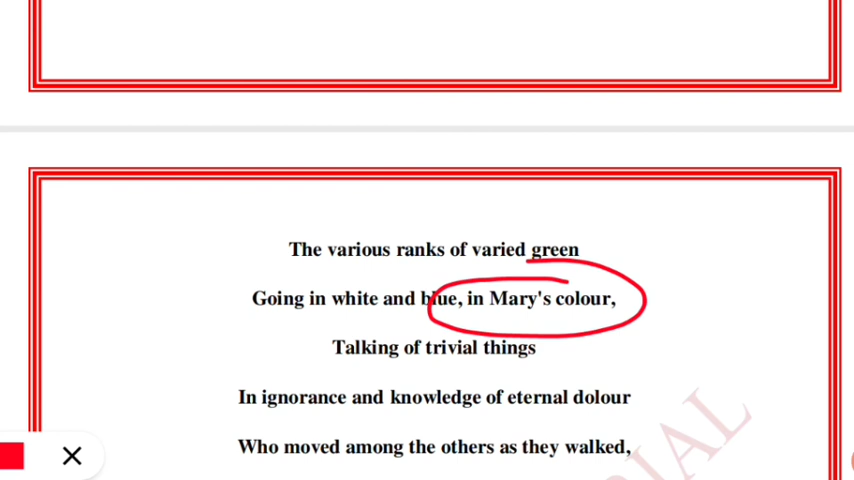 The various ranks of varied green
Going in white and blue, in Mary's colour,
Talking of trivial things
In ignorance and knowledge of eternal dolour
Who moved among the others as they walked,